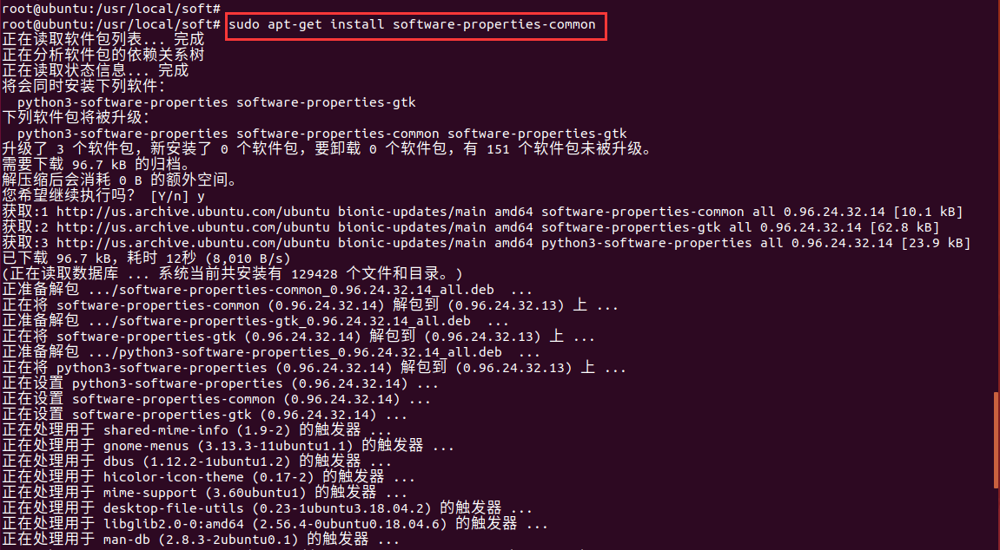 root@ubuntu:/usr/local/soft#
root@ubuntu:/usr/local/soft# sudo apt-get install software-properties-common
正在读取软件包列表... 完成
正在分析软件包的依赖关系树
正在读取状态信息... 完成
将会同时安装下列软件：
  python3-software-properties software-properties-gtk
下列软件包将被升级：
  python3-software-properties software-properties-common software-properties-gtk
升级了 3 个软件包，新安装了 0 个软件包，要卸载 0 个软件包，有 151 个软件包未被升级。
需要下载 96.7 kB 的归档。
解压缩后会消耗 0 B 的额外空间。
您希望继续执行吗？ [Y/n] y
获取:1 http://us.archive.ubuntu.com/ubuntu bionic-updates/main amd64 software-properties-common all 0.96.24.32.14 [10.1 kB]
获取:2 http://us.archive.ubuntu.com/ubuntu bionic-updates/main amd64 software-properties-gtk all 0.96.24.32.14 [62.8 kB]
获取:3 http://us.archive.ubuntu.com/ubuntu bionic-updates/main amd64 python3-software-properties all 0.96.24.32.14 [23.9 kB]
已下载 96.7 kB，耗时 12秒 (8,010 B/s)
(正在读取数据库 ... 系统当前共安装有 129428 个文件和目录。)
正准备解包 .../software-properties-common_0.96.24.32.14_all.deb  ...
正在将 software-properties-common (0.96.24.32.14) 解包到 (0.96.24.32.13) 上 ...
正准备解包 .../software-properties-gtk_0.96.24.32.14_all.deb  ...
正在将 software-properties-gtk (0.96.24.32.14) 解包到 (0.96.24.32.13) 上 ...
正准备解包 .../python3-software-properties_0.96.24.32.14_all.deb  ...
正在将 python3-software-properties (0.96.24.32.14) 解包到 (0.96.24.32.13) 上 ...
正在设置 python3-software-properties (0.96.24.32.14) ...
正在设置 software-properties-common (0.96.24.32.14) ...
正在设置 software-properties-gtk (0.96.24.32.14) ...
正在处理用于 shared-mime-info (1.9-2) 的触发器 ...
正在处理用于 gnome-menus (3.13.3-11ubuntu1.1) 的触发器 ...
正在处理用于 dbus (1.12.2-1ubuntu1.2) 的触发器 ...
正在处理用于 hicolor-icon-theme (0.17-2) 的触发器 ...
正在处理用于 mime-support (3.60ubuntu1) 的触发器 ...
正在处理用于 desktop-file-utils (0.23-1ubuntu3.18.04.2) 的触发器 ...
正在处理用于 libglib2.0-0:amd64 (2.56.4-0ubuntu0.18.04.6) 的触发器 ...
正在处理用于 man-db (2.8.3-2ubuntu0.1) 的触发器 ...